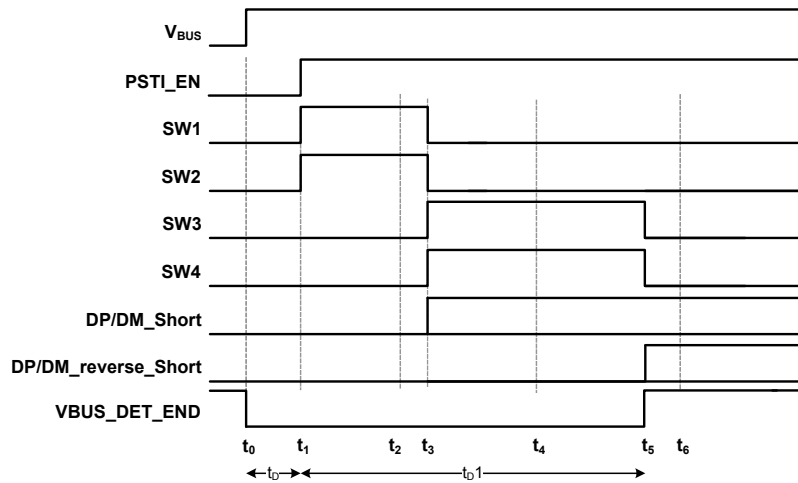 VBUS
PSTI_EN
SW1
SW2
SW3
SW4
DP/DM_Short
DP/DM_reverse_Short
VBUS_DET_END
t0 t1 t2 t3 t4 t5 t6
tD tD1